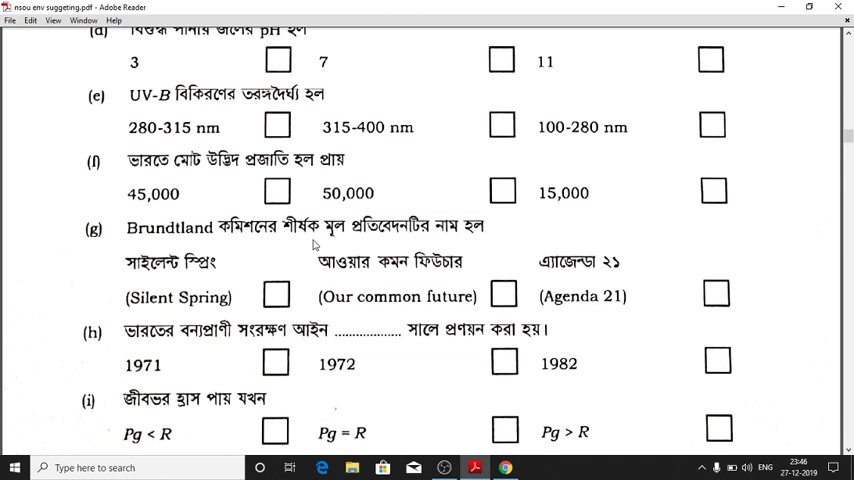 nsou env suggeting.pdf - Adobe Reader
File Edit View Window Help
(d) বিশুদ্ধ পানীয় জলের pH হল
3 7 11
(e) UV-B বিকিরণের তরঙ্গদৈর্ঘ্য হল
280-315 nm 315-400 nm 100-280 nm
(f) ভারতে মোট উদ্ভিদ প্রজাতি হল প্রায়
45,000 50,000 15,000
(g) Brundtland কমিশনের শীর্ষক মূল প্রতিবেদনটির নাম হল
সাইলেন্ট স্প্রিং আওয়ার কমন ফিউচার এ্যাজেন্ডা ২১
(Silent Spring) (Our common future) (Agenda 21)
(h) ভারতের বন্যপ্রাণী সংরক্ষণ আইন ................... সালে প্রণয়ন করা হয়।
1971 1972 1982
(i) জীবভর হ্রাস পায় যখন
Pg < R Pg = R Pg > R
Type here to search
ENG
23:46
27-12-2019